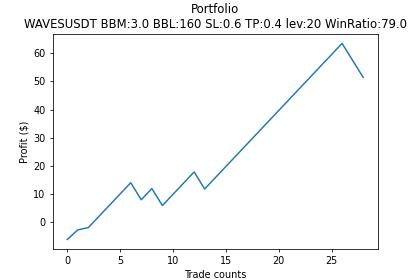 Portfolio
WAVESUSDT BBM:3.0 BBL:160 SL:0.6 TP:0.4 lev:20 WinRatio:79.0
60
50
40
30
20
10
0
Profit ($)
0 5 10 15 20 25
Trade counts